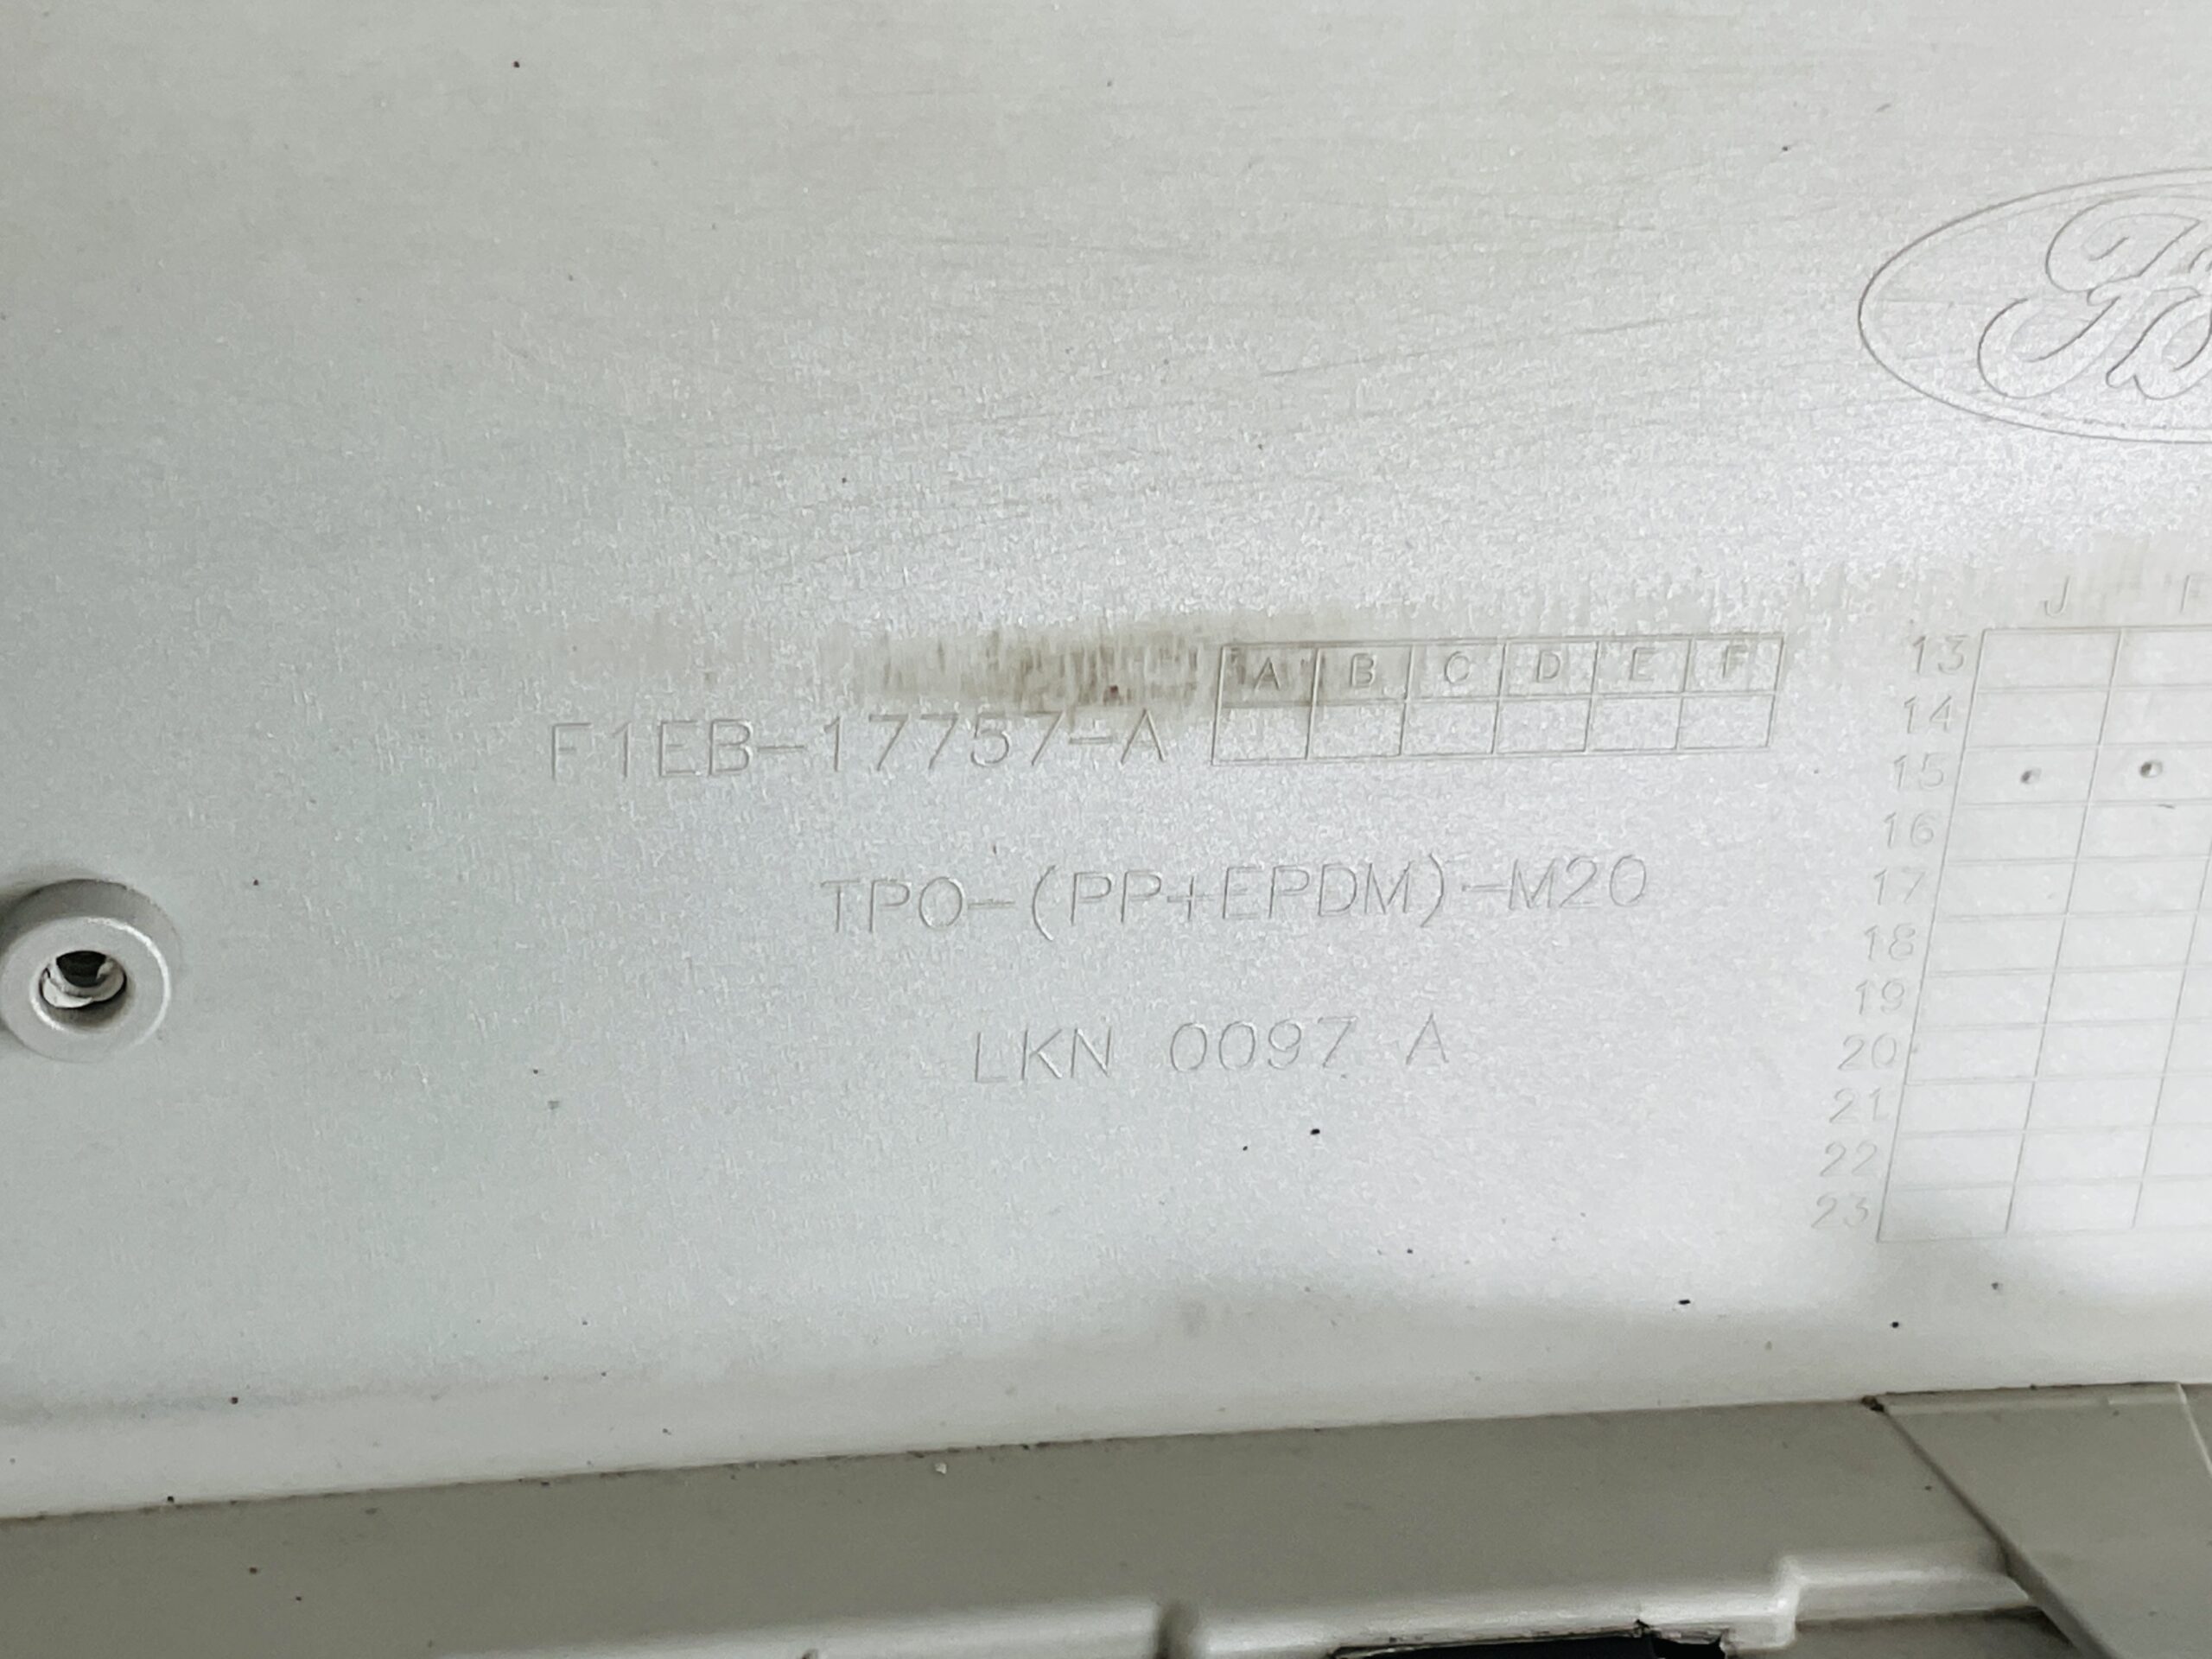 F1EB-17757-A
A B C D E F
TPO-(PP+EPDM)-M20
LKN 0097 A
J F
13
14
15
16
17
18
19
20
21
22
23